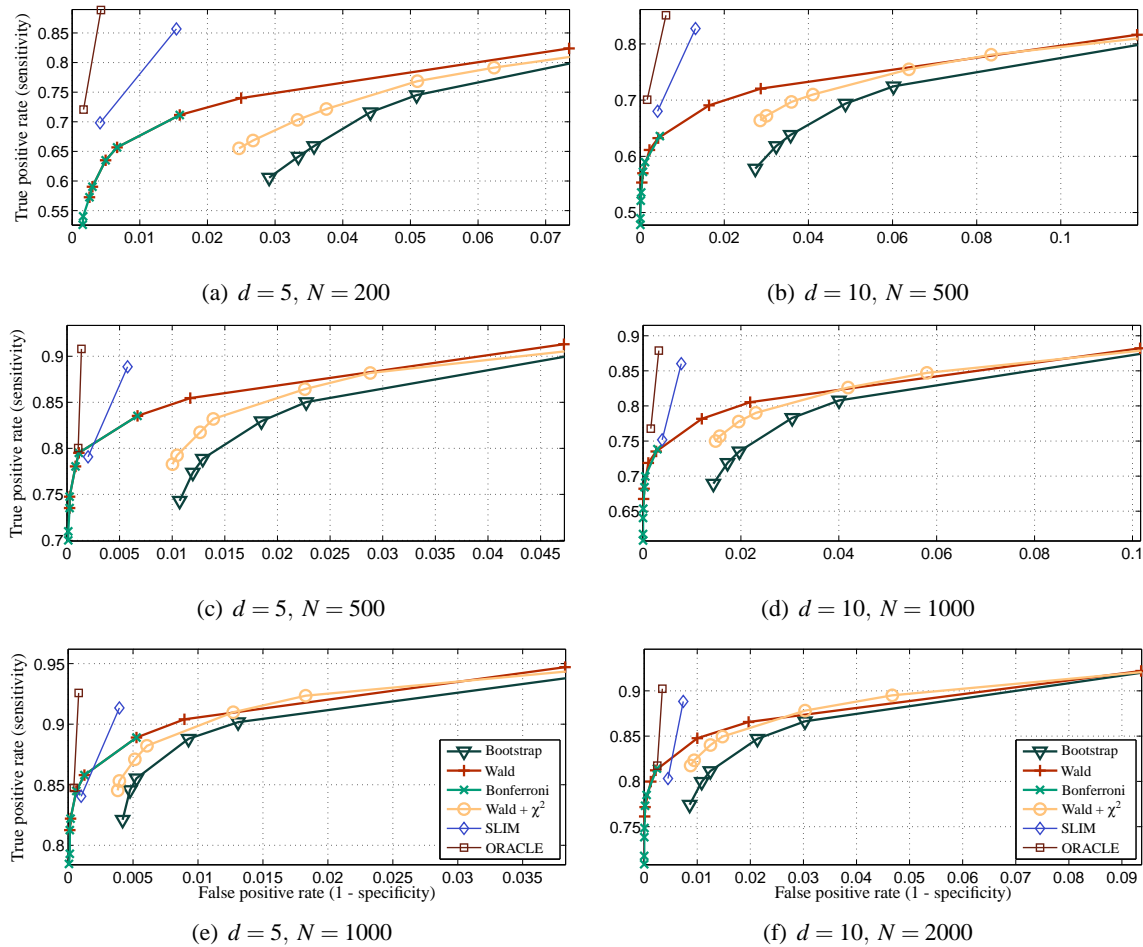 True positive rate (sensitivity)
0.85
0.8
0.75
0.7
0.65
0.6
0.55
0 0.01 0.02 0.03 0.04 0.05 0.06 0.07
(a) d = 5, N = 200
0.8
0.7
0.6
0.5
0 0.02 0.04 0.06 0.08 0.1
(b) d = 10, N = 500
True positive rate (sensitivity)
0.9
0.85
0.8
0.75
0.7
0 0.005 0.01 0.015 0.02 0.025 0.03 0.035 0.04 0.045
(c) d = 5, N = 500
0.9
0.85
0.8
0.75
0.7
0.65
0 0.02 0.04 0.06 0.08 0.1
(d) d = 10, N = 1000
True positive rate (sensitivity)
0.95
0.9
0.85
0.8
0 0.005 0.01 0.015 0.02 0.025 0.03 0.035
False positive rate (1 - specificity)
Bootstrap
Wald
Bonferroni
Wald + χ²
SLIM
ORACLE
(e) d = 5, N = 1000
0.9
0.85
0.8
0.75
0 0.01 0.02 0.03 0.04 0.05 0.06 0.07 0.08 0.09
False positive rate (1 - specificity)
Bootstrap
Wald
Bonferroni
Wald + χ²
SLIM
ORACLE
(f) d = 10, N = 2000